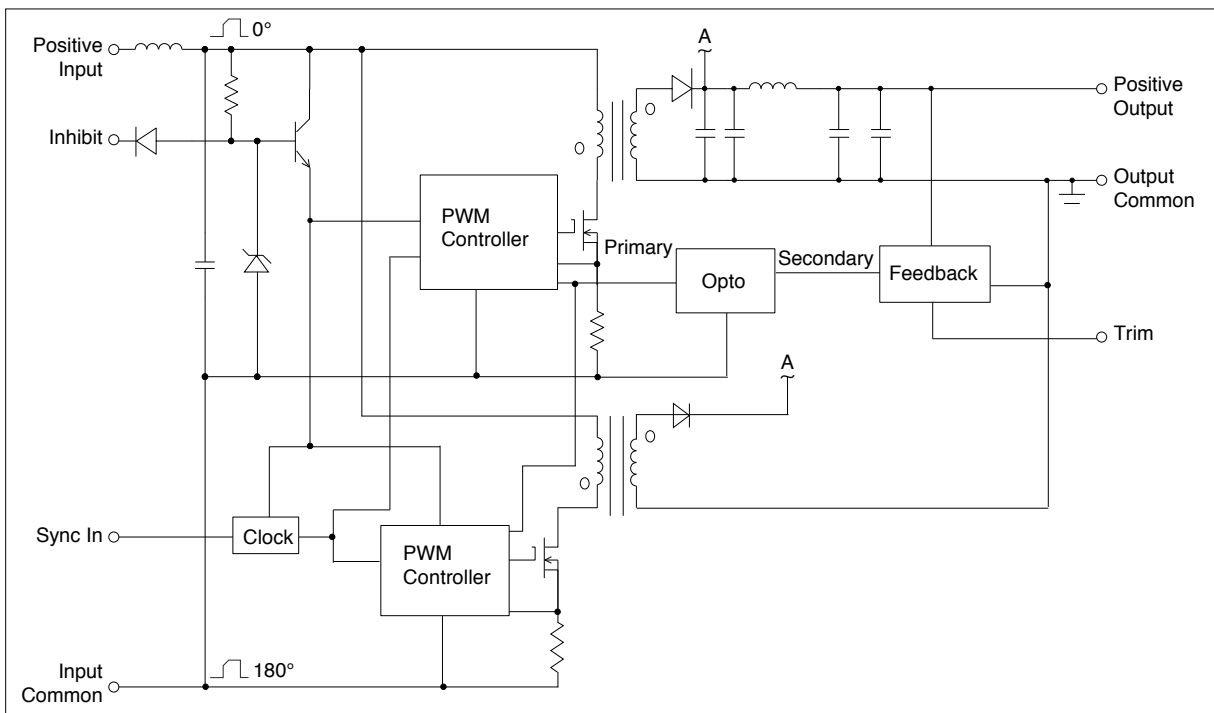 0°
A
Positive
Input
Positive
Output
Inhibit
Output
Common
PWM
Controller
Primary
Secondary
Opto
Feedback
Trim
A
Sync In
Clock
PWM
Controller
Input
Common
180°